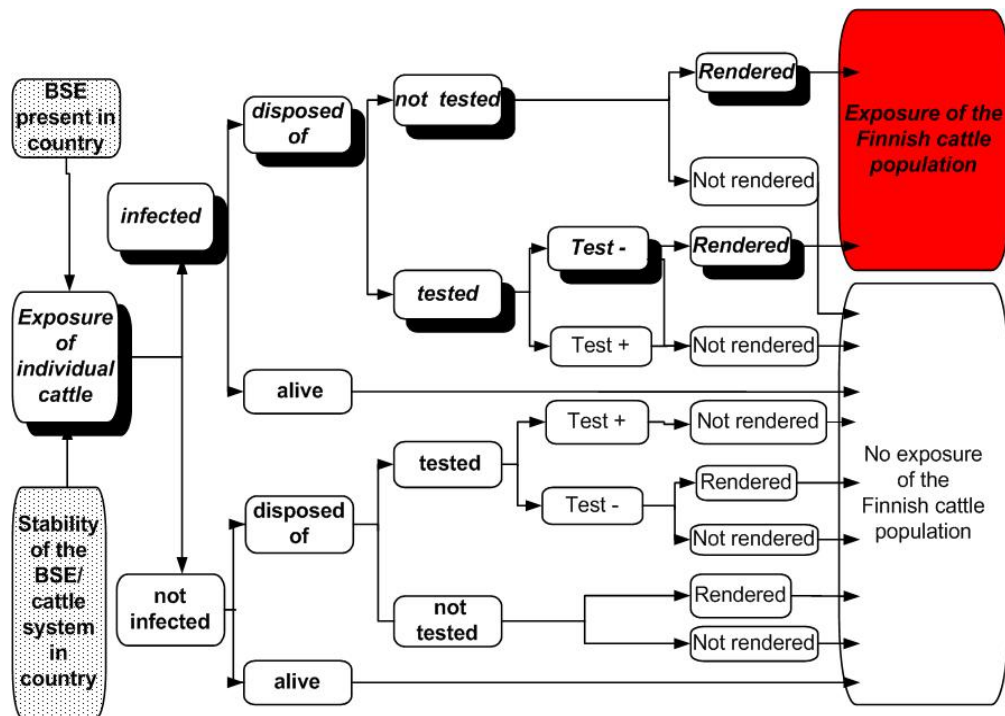 BSE
present in
country
Exposure
of
individual
cattle
Stability
of the
BSE/
cattle
system
in
country
infected
not
infected
disposed
of
alive
disposed
of
alive
not tested
tested
tested
not
tested
Test -
Test +
Test +
Test -
Rendered
Not rendered
Rendered
Not rendered
Not rendered
Rendered
Not rendered
Rendered
Not rendered
Exposure of the
Finnish cattle
population
No exposure
of the
Finnish cattle
population